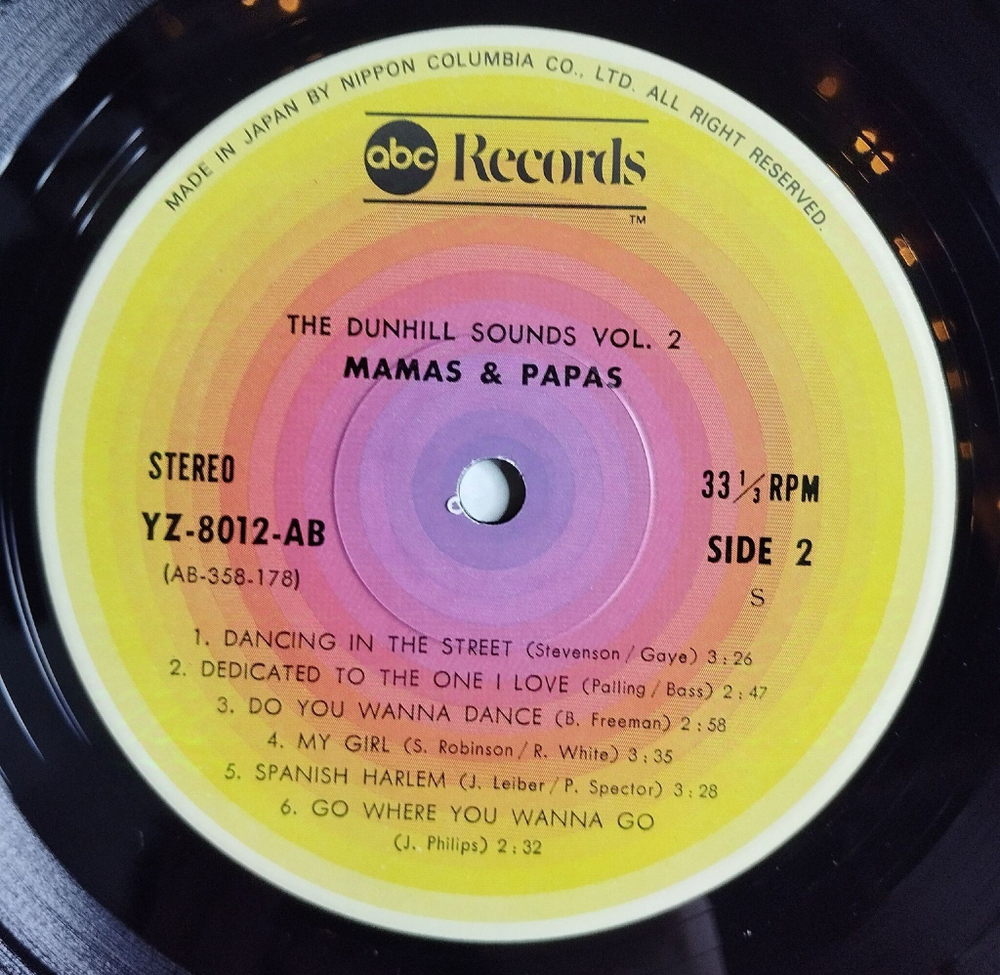 MADE IN JAPAN BY NIPPON COLUMBIA CO., LTD. ALL RIGHT RESERVED.
abc Records
TM
THE DUNHILL SOUNDS VOL. 2
MAMAS & PAPAS
STEREO
33 1/3 RPM
YZ-8012-AB
SIDE 2
(AB-358-178)
S
1. DANCING IN THE STREET (Stevenson / Gaye) 3 : 26
2. DEDICATED TO THE ONE I LOVE (Palling / Bass) 2 : 47
3. DO YOU WANNA DANCE (B. Freeman) 2 : 58
4. MY GIRL (S. Robinson / R. White) 3 : 35
5. SPANISH HARLEM (J. Leiber / P. Spector) 3 : 28
6. GO WHERE YOU WANNA GO
(J. Philips) 2 : 32